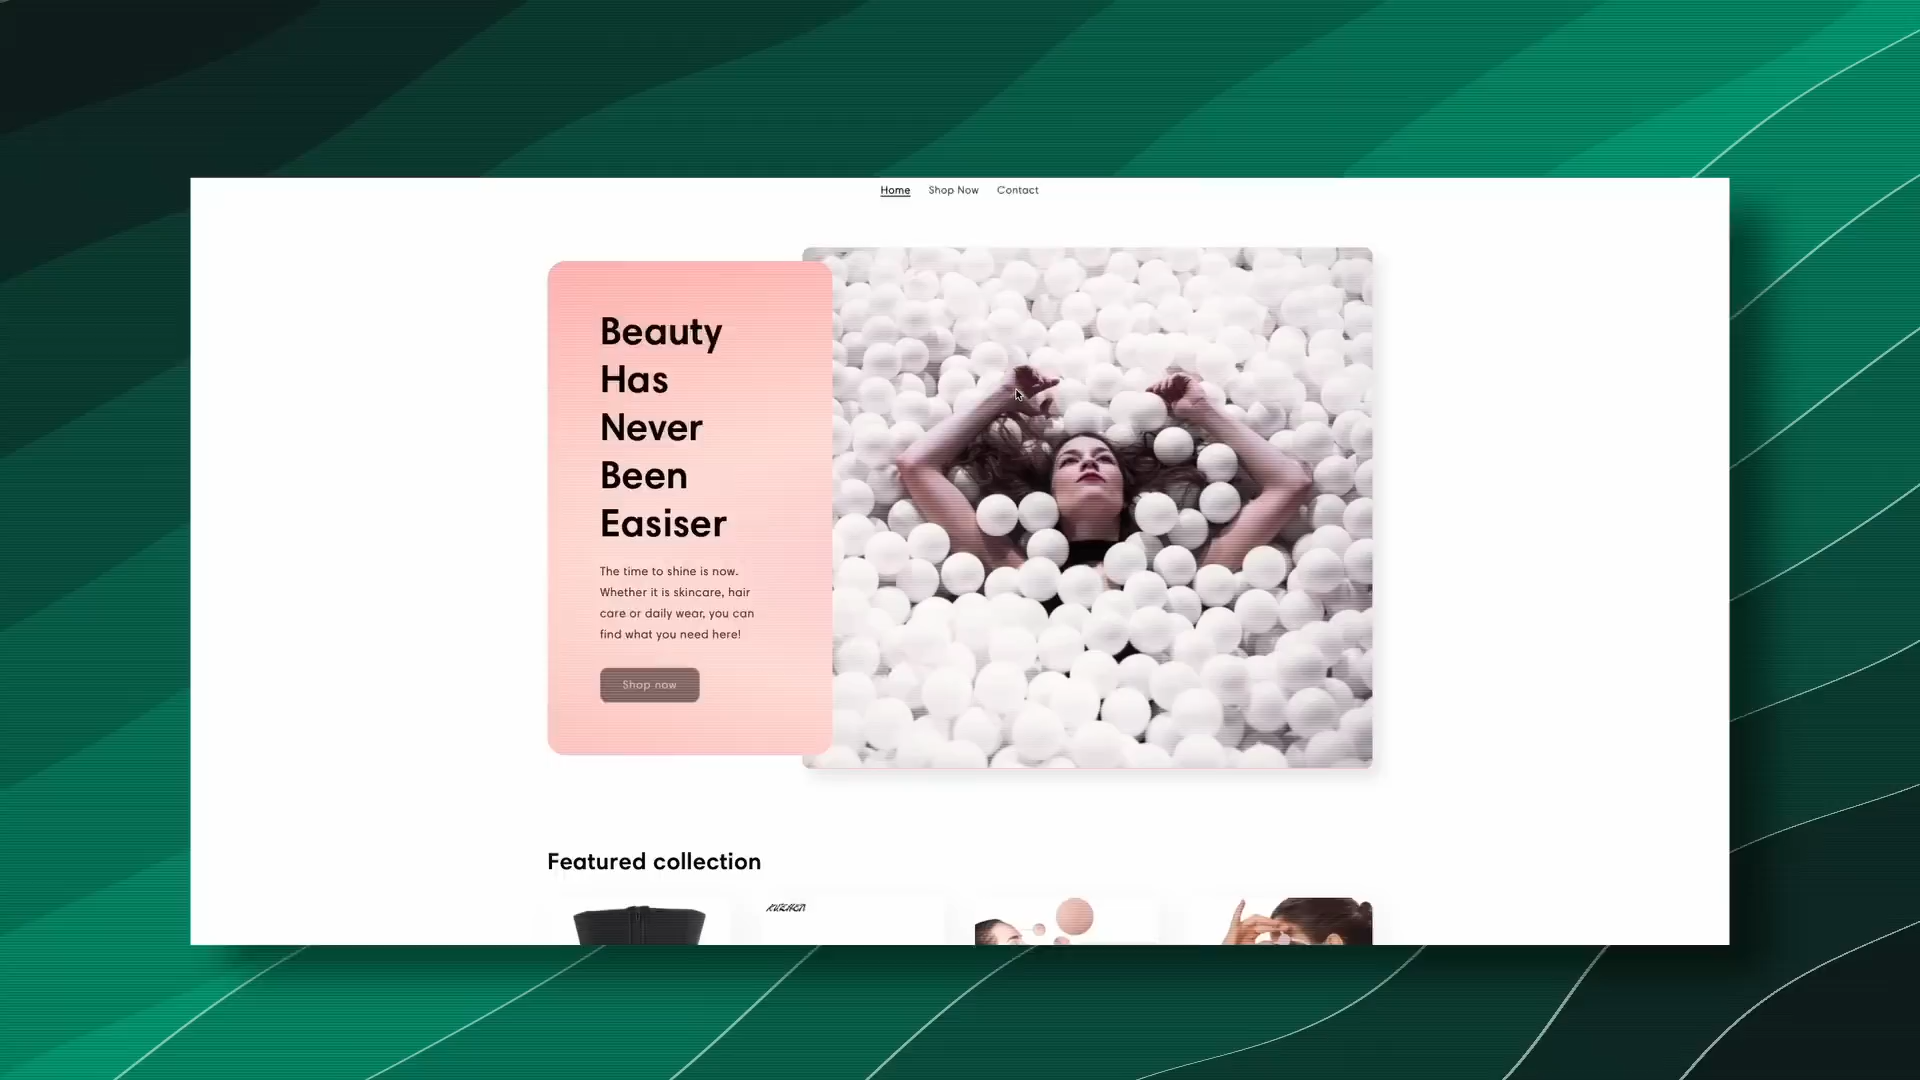 Home Shop Now Contact
Beauty
Has
Never
Been
Easiser
The time to shine is now.
Whether it is skincare, hair
care or daily wear, you can
find what you need here!
Shop now
Featured collection